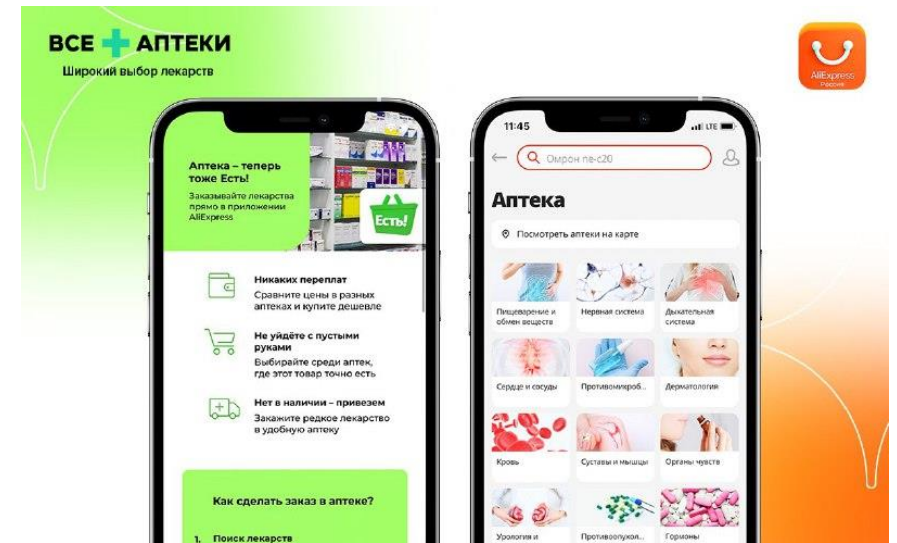 ВСЕ АПТЕКИ
Широкий выбор лекарств
AliExpress
Россия
Аптека – теперь
тоже Есть!
Заказывайте лекарства
прямо в приложении
AliExpress
Есть!
Никаких переплат
Сравните цены в разных
аптеках и купите дешевле
Не уйдёте с пустыми
руками
Выбирайте среди аптек,
где этот товар точно есть
Нет в наличии – привезем
Закажите редкое лекарство
в удобную аптеку
Как сделать заказ в аптеке?
1. Поиск лекарств
11:45
LTE
Омрон ne-c20
Аптека
Посмотреть аптеки на карте
Пищеварение и
обмен веществ
Нервная система
Дыхательная
система
Сердце и сосуды
Противомикроб...
Дерматология
Кровь
Суставы и мышцы
Органы чувств
Урология и
Противоопухол...
Гормоны